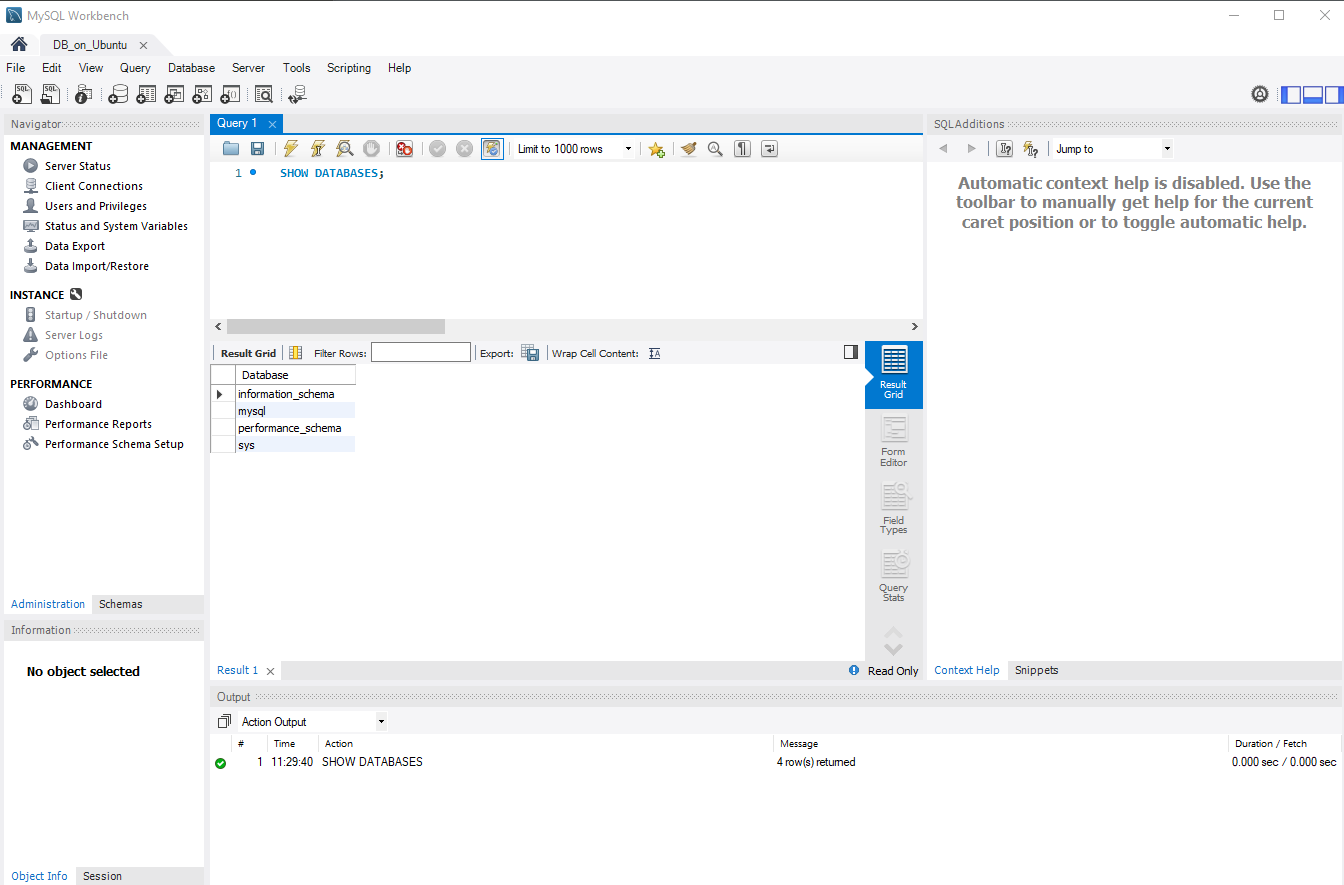 MySQL Workbench
DB_on_Ubuntu
File Edit View Query Database Server Tools Scripting Help
Navigator
MANAGEMENT
Server Status
Client Connections
Users and Privileges
Status and System Variables
Data Export
Data Import/Restore
INSTANCE
Startup / Shutdown
Server Logs
Options File
PERFORMANCE
Dashboard
Performance Reports
Performance Schema Setup
Administration Schemas
Information
No object selected
Object Info Session
Query 1
Limit to 1000 rows
1 SHOW DATABASES;
Result Grid Filter Rows: Export: Wrap Cell Content:
Database
information_schema
mysql
performance_schema
sys
Result
Grid
Form
Editor
Field
Types
Query
Stats
Result 1 Read Only
SQLAdditions
Jump to
Automatic context help is disabled. Use the
toolbar to manually get help for the current
caret position or to toggle automatic help.
Context Help Snippets
Output
Action Output
# Time Action Message Duration / Fetch
1 11:29:40 SHOW DATABASES 4 row(s) returned 0.000 sec / 0.000 sec